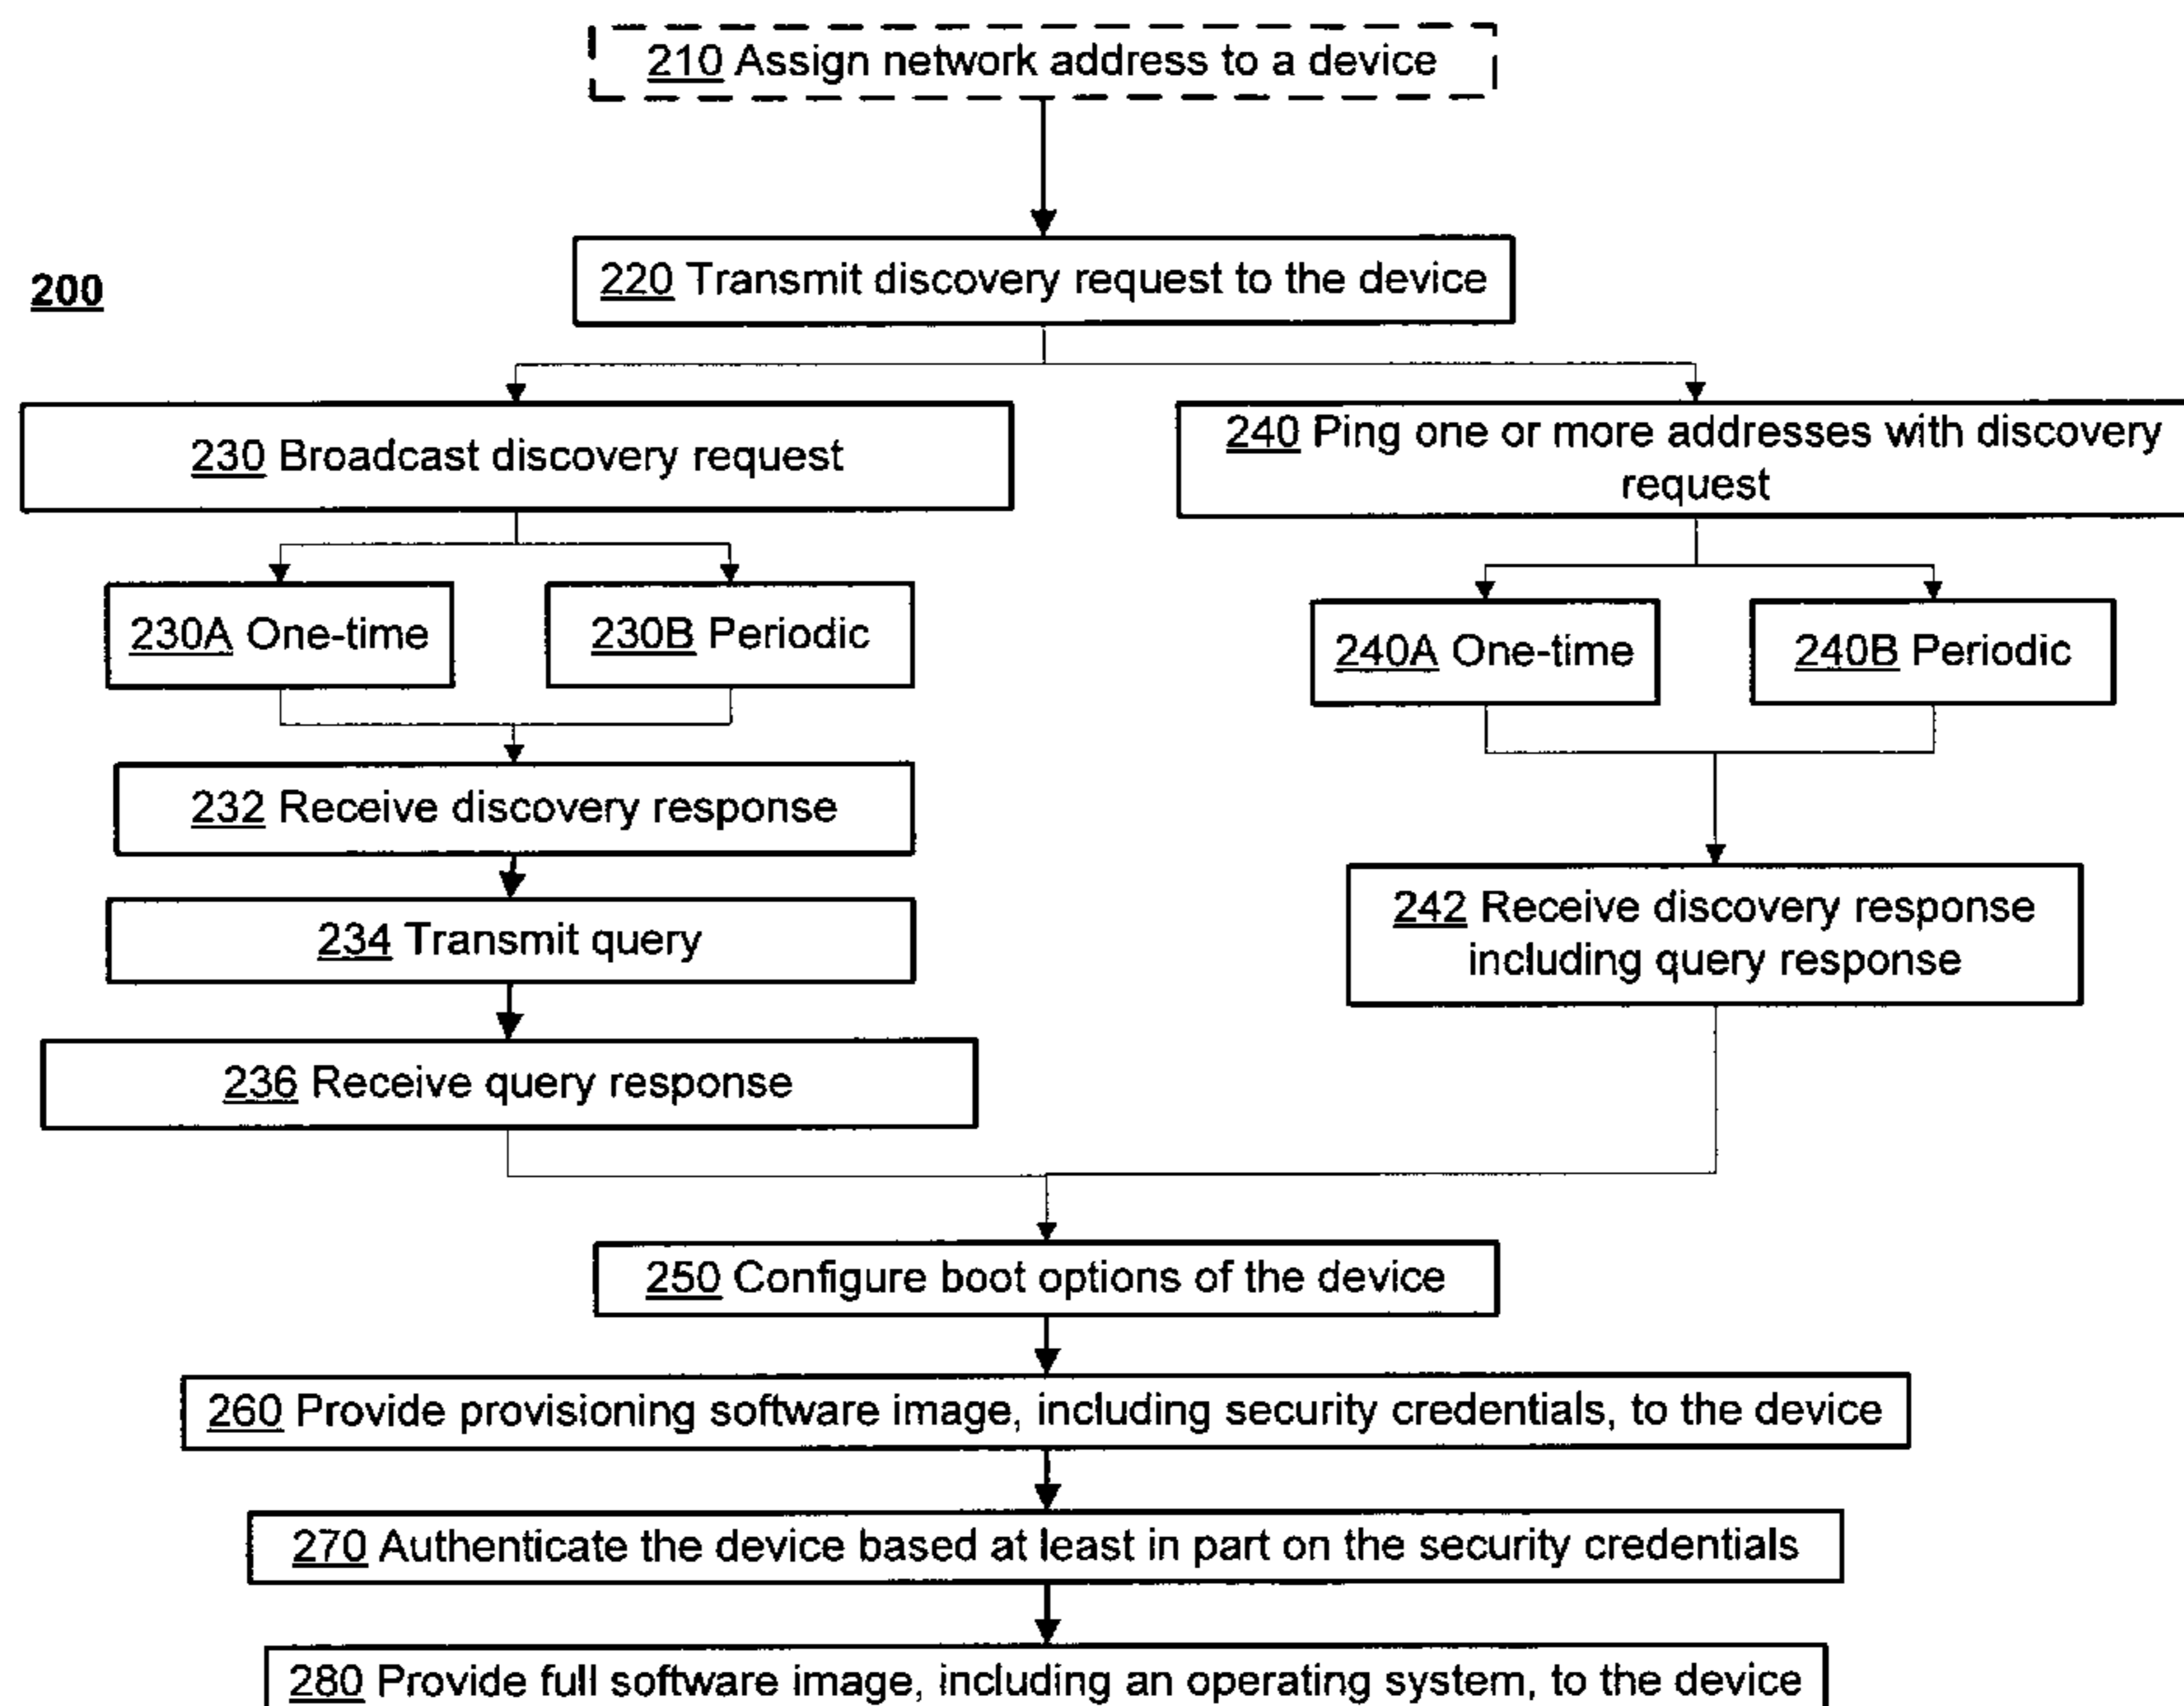 210 Assign network address to a device
200
220 Transmit discovery request to the device
230 Broadcast discovery request
240 Ping one or more addresses with discovery
request
230A One-time
230B Periodic
240A One-time
240B Periodic
232 Receive discovery response
234 Transmit query
236 Receive query response
242 Receive discovery response
including query response
250 Configure boot options of the device
260 Provide provisioning software image, including security credentials, to the device
270 Authenticate the device based at least in part on the security credentials
280 Provide full software image, including an operating system, to the device